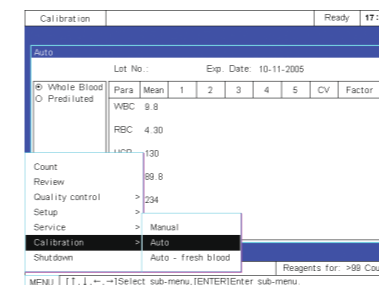 Calibration Ready 17:
Auto
Lot No.: Exp. Date: 10-11-2005
Whole Blood
Prediluted
Para Mean 1 2 3 4 5 CV Factor
WBC 9.8
RBC 4.30
130
89.8
234
Count
Review
Quality control >
Setup >
Service >
Calibration >
Shutdown
Manual
Auto
Auto - fresh blood
Reagents for: >99 Cou
MENU [↑,↓,←,→]Select sub-menu,[ENTER]Enter sub-menu.